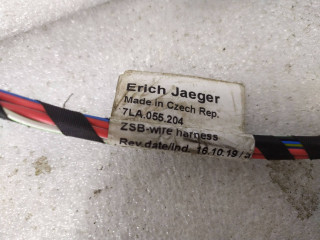 Erich Jaeger
Made in Czech Rep.
7LA.055.204
ZSB-wire harness
Rev.date/ind. 16.10.19 /